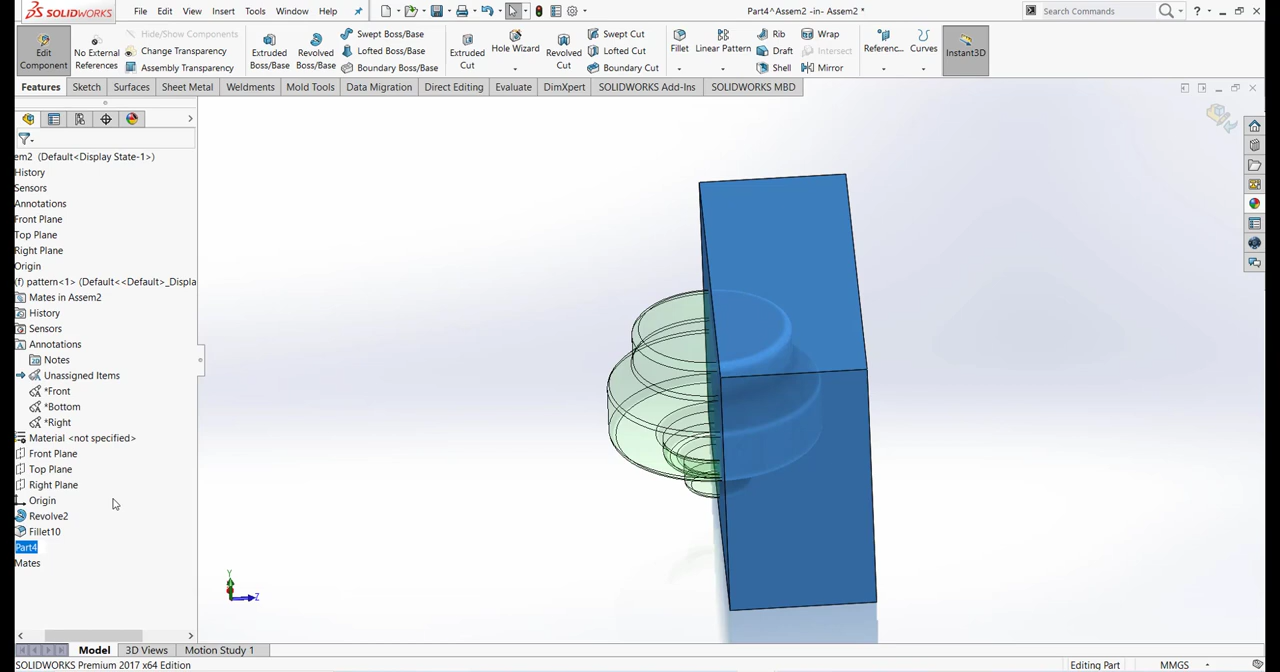 SOLIDWORKS File Edit View Insert Tools Window Help Part4^Assem2 -in- Assem2 * Search Commands
Edit Component
No External References
Hide/Show Components
Change Transparency
Assembly Transparency
Extruded Boss/Base
Revolved Boss/Base
Swept Boss/Base
Lofted Boss/Base
Boundary Boss/Base
Extruded Cut
Hole Wizard
Revolved Cut
Swept Cut
Lofted Cut
Boundary Cut
Fillet
Linear Pattern
Rib
Draft
Shell
Wrap
Intersect
Mirror
Referenc...
Curves
Instant3D
Features Sketch Surfaces Sheet Metal Weldments Mold Tools Data Migration Direct Editing Evaluate DimXpert SOLIDWORKS Add-Ins SOLIDWORKS MBD
em2 (Default<Display State-1>)
History
Sensors
Annotations
Front Plane
Top Plane
Right Plane
Origin
(f) pattern<1> (Default<<Default>_Displa
Mates in Assem2
History
Sensors
Annotations
Notes
Unassigned Items
*Front
*Bottom
*Right
Material <not specified>
Front Plane
Top Plane
Right Plane
Origin
Revolve2
Fillet10
Part4
Mates
Y
Z
Model 3D Views Motion Study 1
SOLIDWORKS Premium 2017 x64 Edition Editing Part MMGS